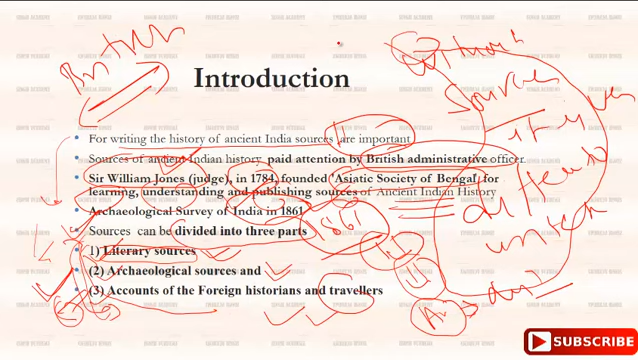 British
Sources
Introduction
For writing the history of ancient India sources are important
Sources of ancient Indian history paid attention by British administrative officer.
Sir William Jones (judge), in 1784, founded 'Asiatic Society of Bengal', for
learning, understanding and publishing sources of Ancient Indian History
Archaeological Survey of India in 1861
1861
Sources can be divided into three parts
1) Literary sources
(2) Archaeological sources and
(3) Accounts of the Foreign historians and travellers
SUBSCRIBE